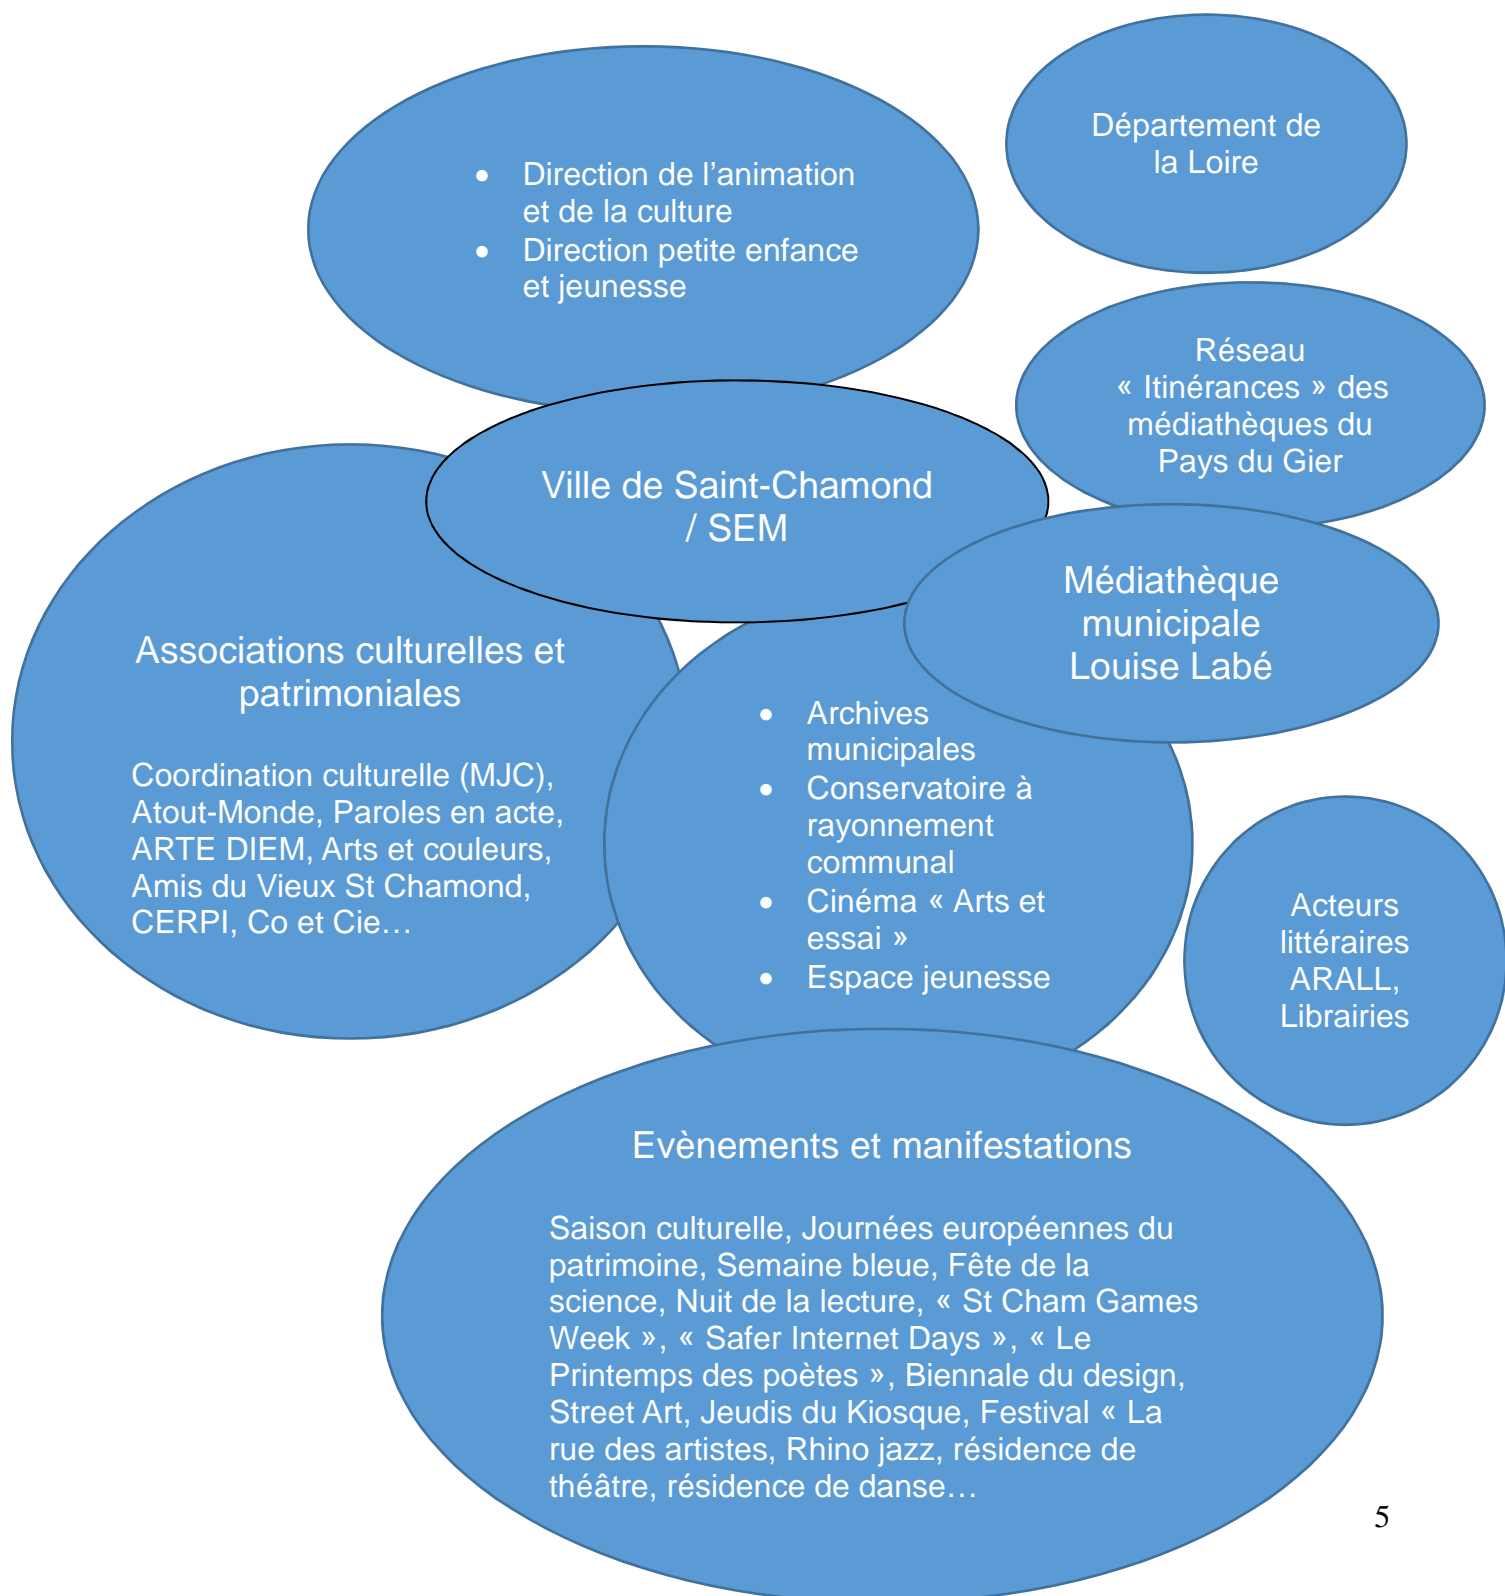 Département de
la Loire
• Direction de l’animation
et de la culture
• Direction petite enfance
et jeunesse
Réseau
« Itinérances » des
médiathèques du
Pays du Gier
Ville de Saint-Chamond
/ SEM
Médiathèque
municipale
Louise Labé
Associations culturelles et
patrimoniales
Coordination culturelle (MJC),
Atout-Monde, Paroles en acte,
ARTE DIEM, Arts et couleurs,
Amis du Vieux St Chamond,
CERPI, Co et Cie…
• Archives
municipales
• Conservatoire à
rayonnement
communal
• Cinéma « Arts et
essai »
• Espace jeunesse
Acteurs
littéraires
ARALL,
Librairies
Evènements et manifestations
Saison culturelle, Journées européennes du
patrimoine, Semaine bleue, Fête de la
science, Nuit de la lecture, « St Cham Games
Week », « Safer Internet Days », « Le
Printemps des poètes », Biennale du design,
Street Art, Jeudis du Kiosque, Festival « La
rue des artistes, Rhino jazz, résidence de
théâtre, résidence de danse…
5